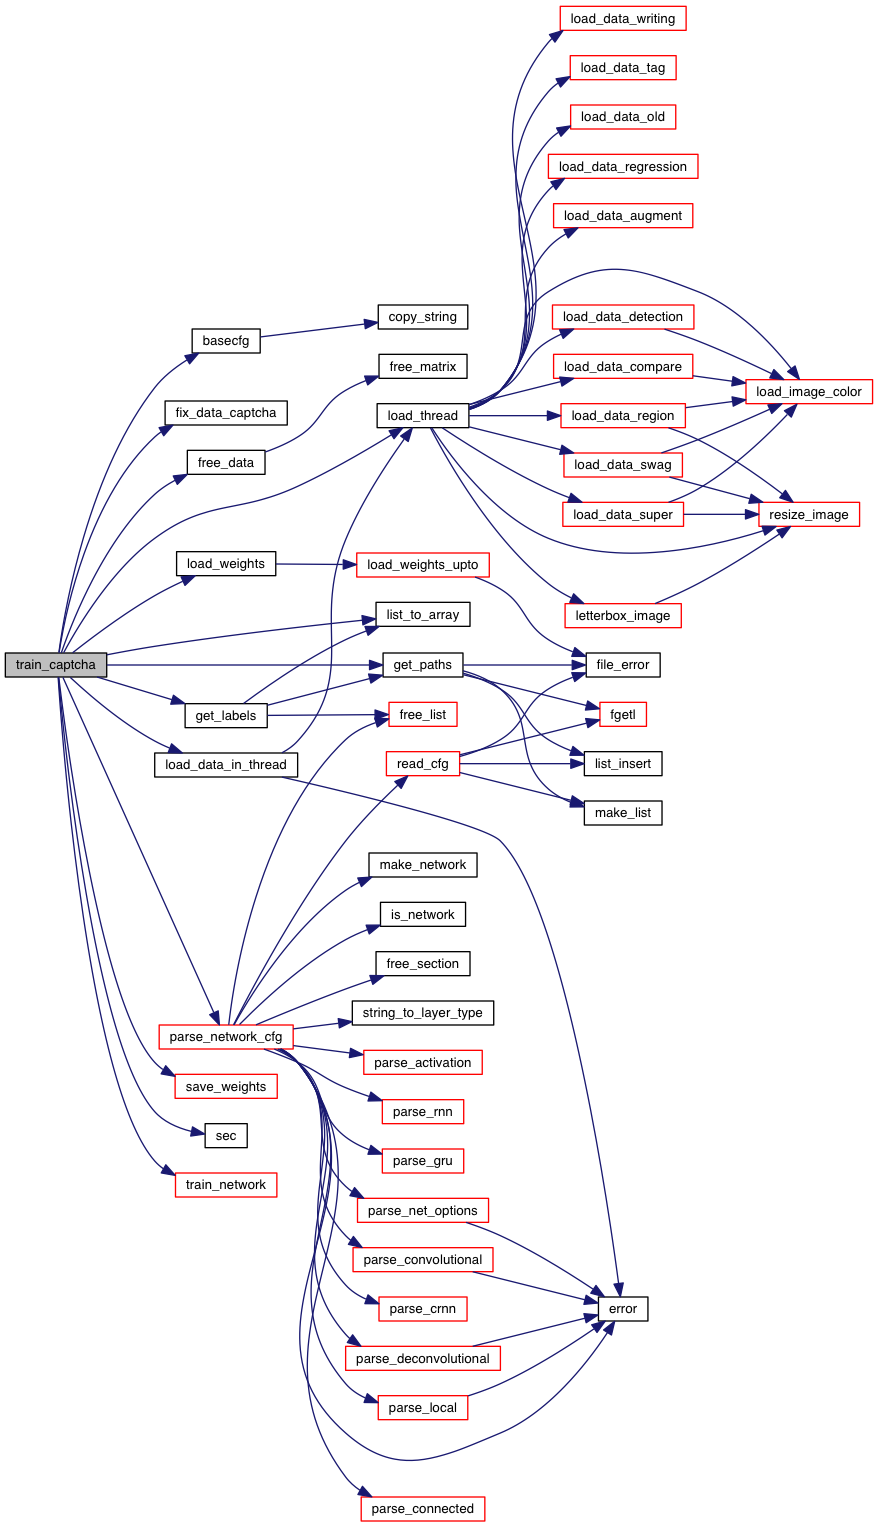 load_data_writing
load_data_tag
load_data_old
load_data_regression
load_data_augment
copy_string
load_data_detection
basecfg
free_matrix
load_data_compare
load_image_color
fix_data_captcha
load_thread
load_data_region
free_data
load_data_swag
load_data_super
resize_image
load_weights
load_weights_upto
list_to_array
letterbox_image
train_captcha
get_paths
file_error
get_labels
free_list
fgetl
load_data_in_thread
read_cfg
list_insert
make_list
make_network
is_network
free_section
string_to_layer_type
parse_network_cfg
parse_activation
save_weights
parse_rnn
sec
parse_gru
train_network
parse_net_options
parse_convolutional
parse_crnn
error
parse_deconvolutional
parse_local
parse_connected